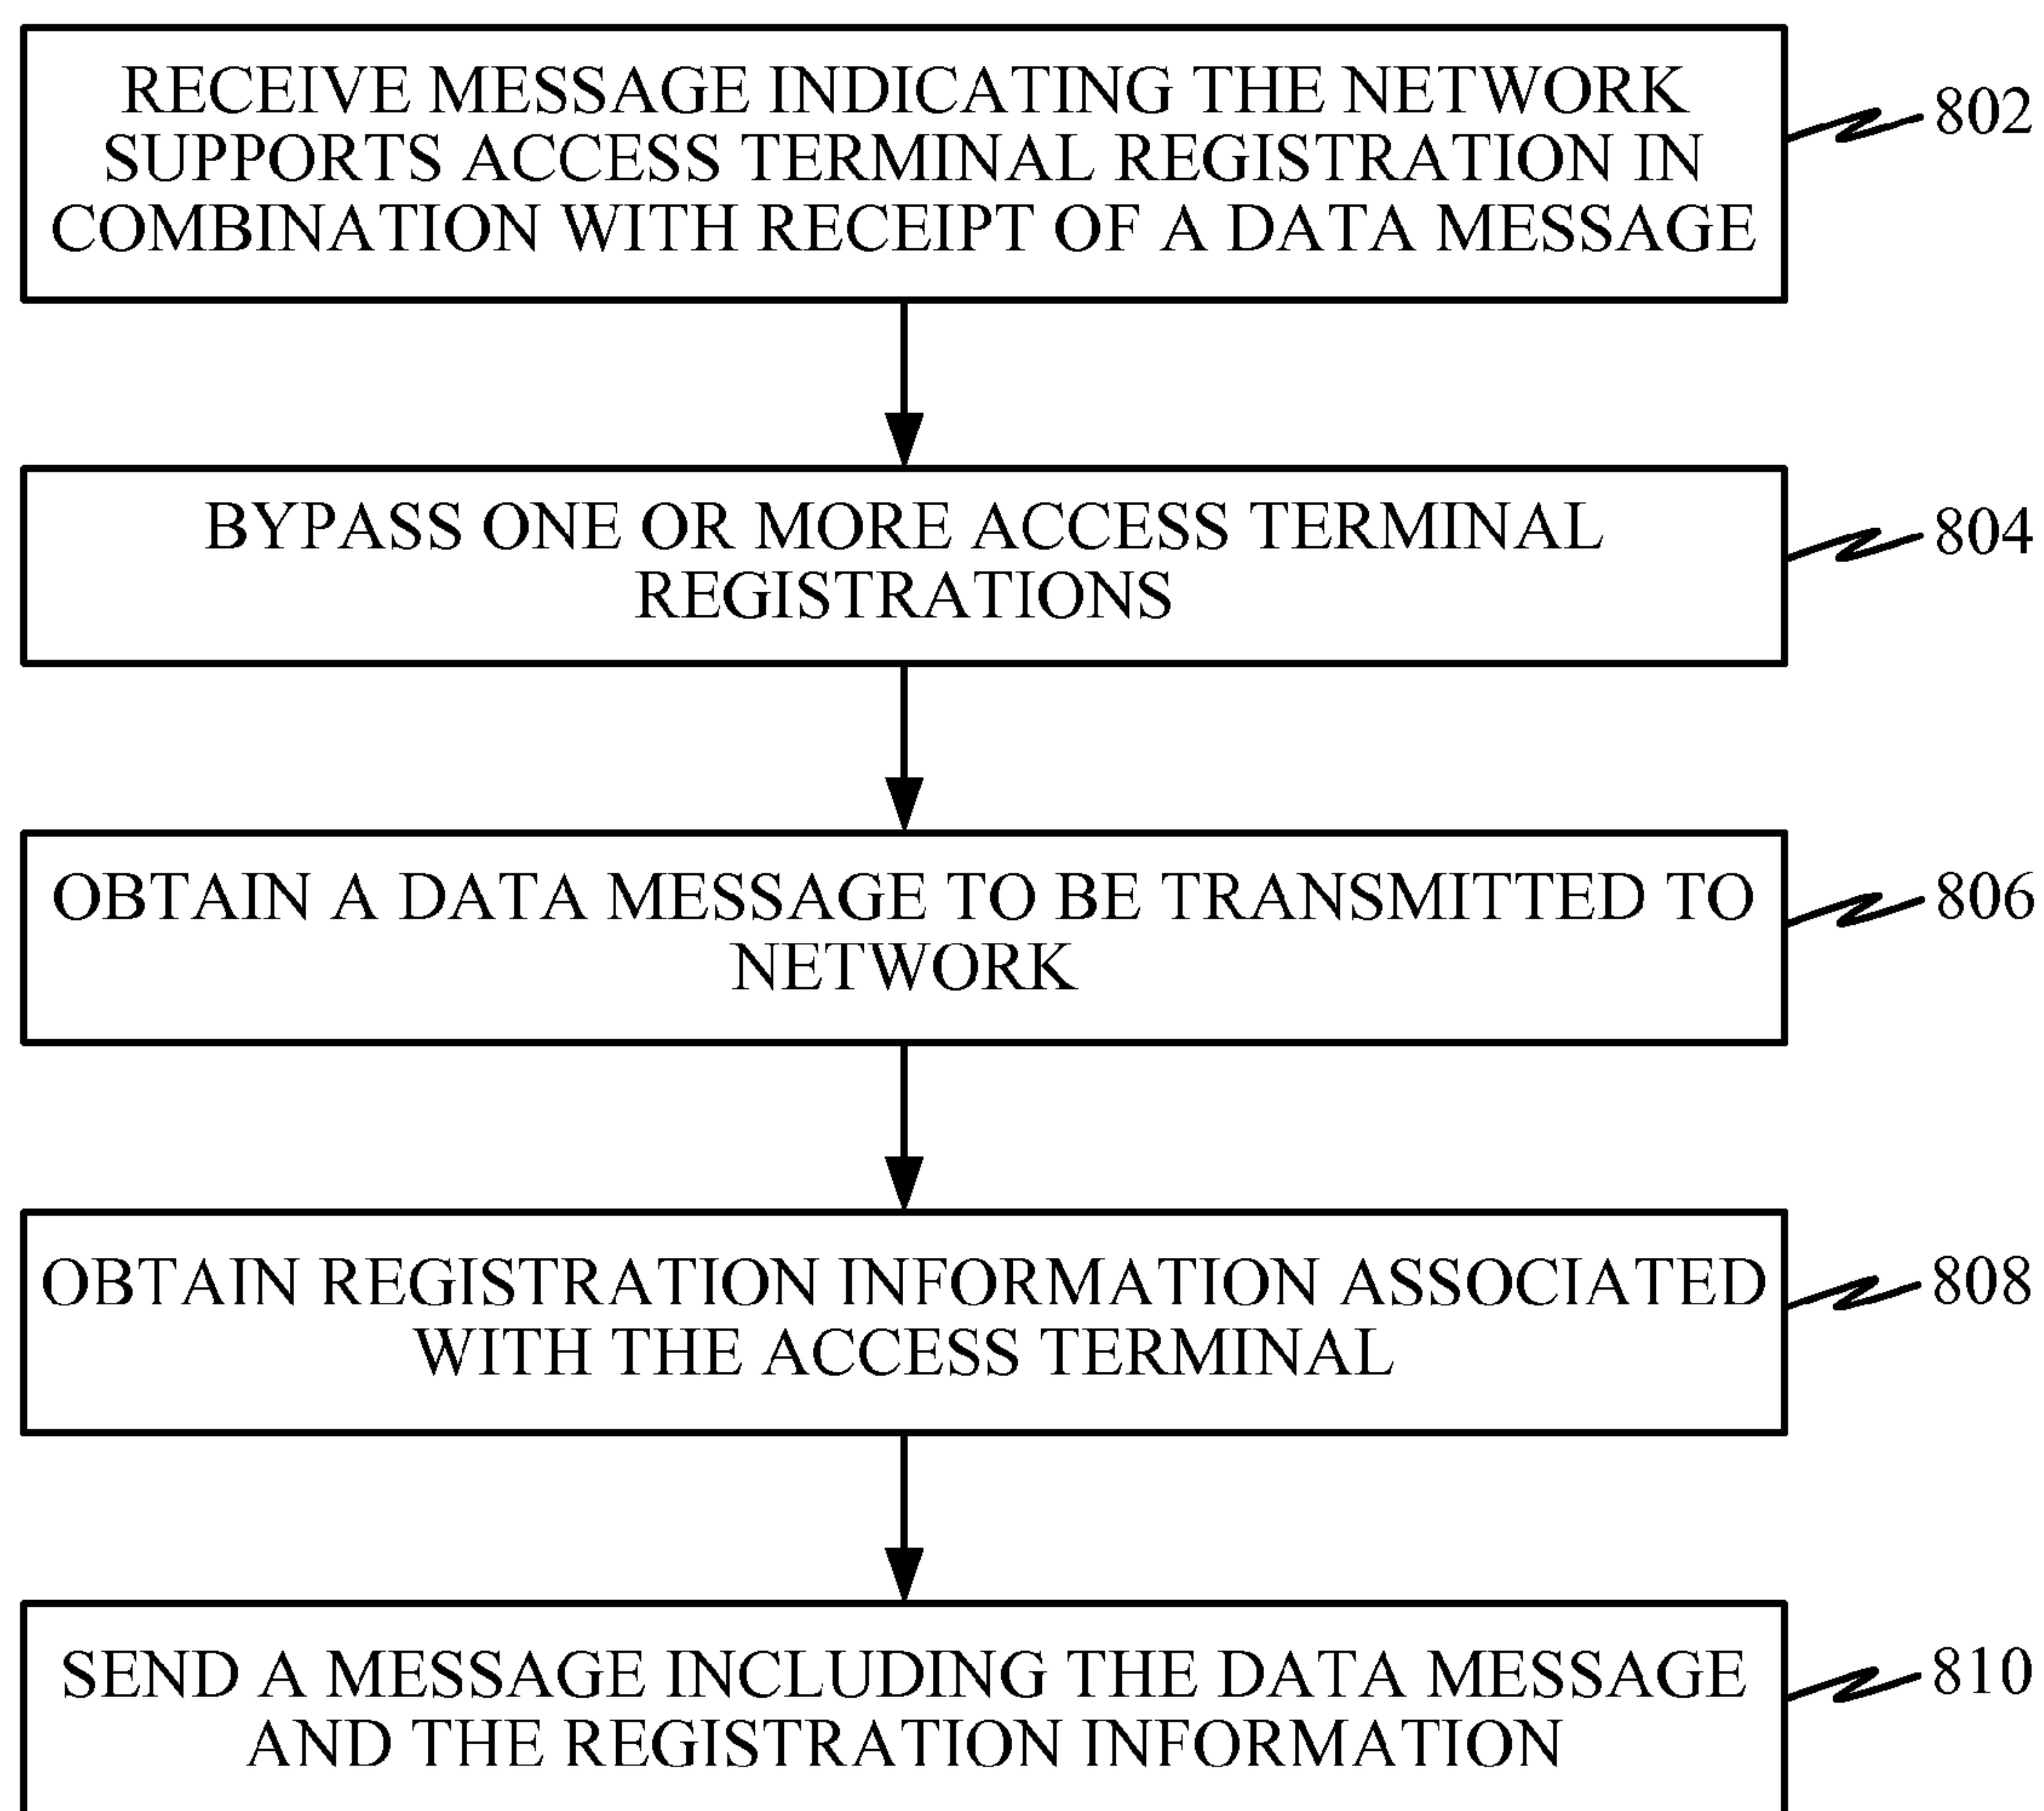 RECEIVE MESSAGE INDICATING THE NETWORK
SUPPORTS ACCESS TERMINAL REGISTRATION IN
COMBINATION WITH RECEIPT OF A DATA MESSAGE
802
BYPASS ONE OR MORE ACCESS TERMINAL
REGISTRATIONS
804
OBTAIN A DATA MESSAGE TO BE TRANSMITTED TO
NETWORK
806
OBTAIN REGISTRATION INFORMATION ASSOCIATED
WITH THE ACCESS TERMINAL
808
SEND A MESSAGE INCLUDING THE DATA MESSAGE
AND THE REGISTRATION INFORMATION
810